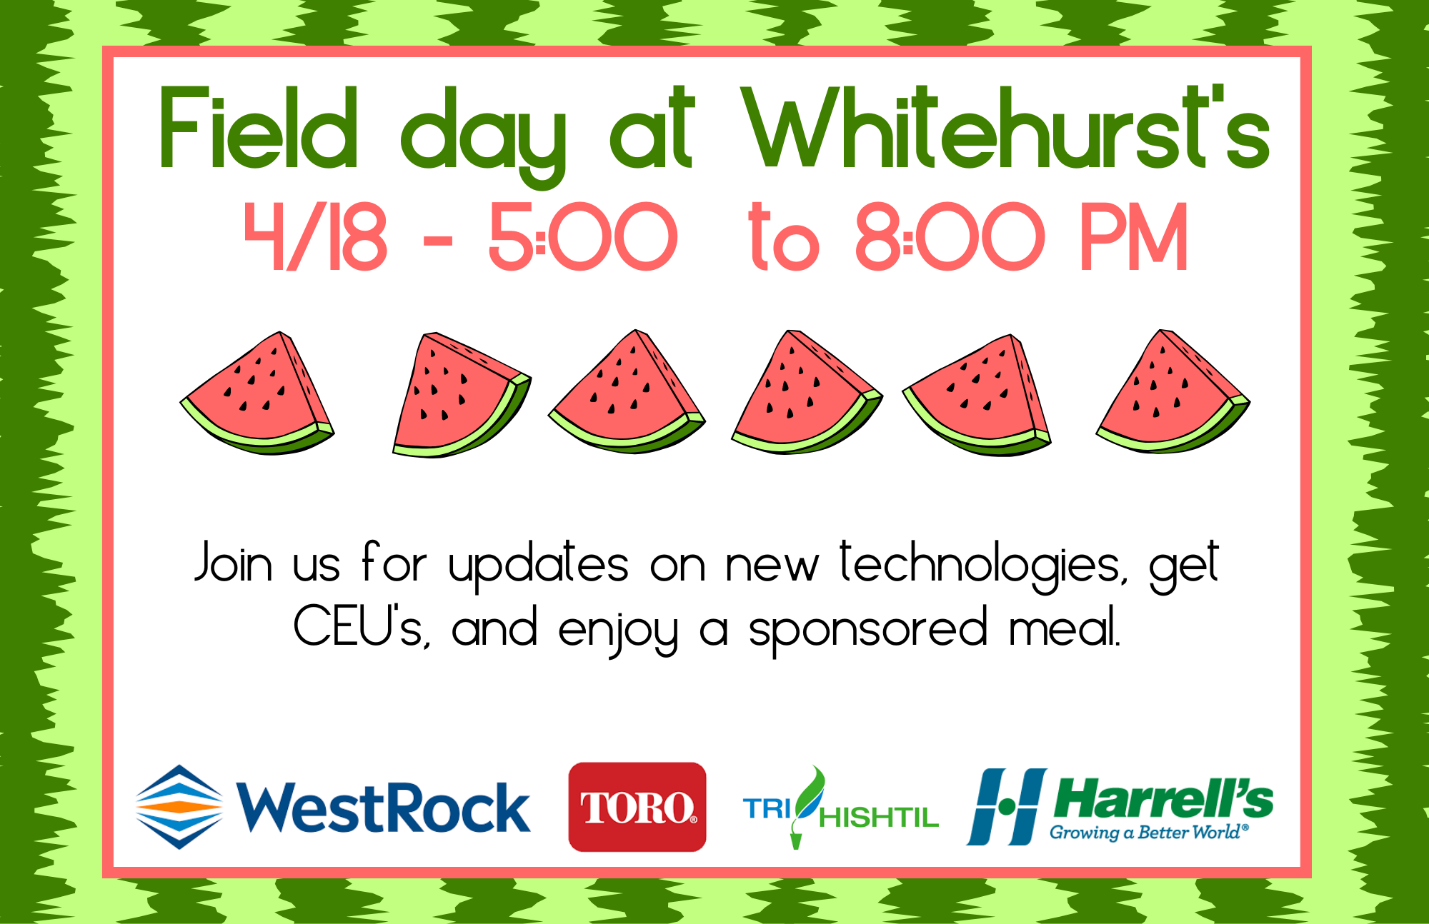 Field day at Whitehurst's
4/18 - 5:00 to 8:00 PM
Join us for updates on new technologies, get
CEU's, and enjoy a sponsored meal.
WestRock
TORO®
TRI HISHTIL
Harrell's
Growing a Better World®